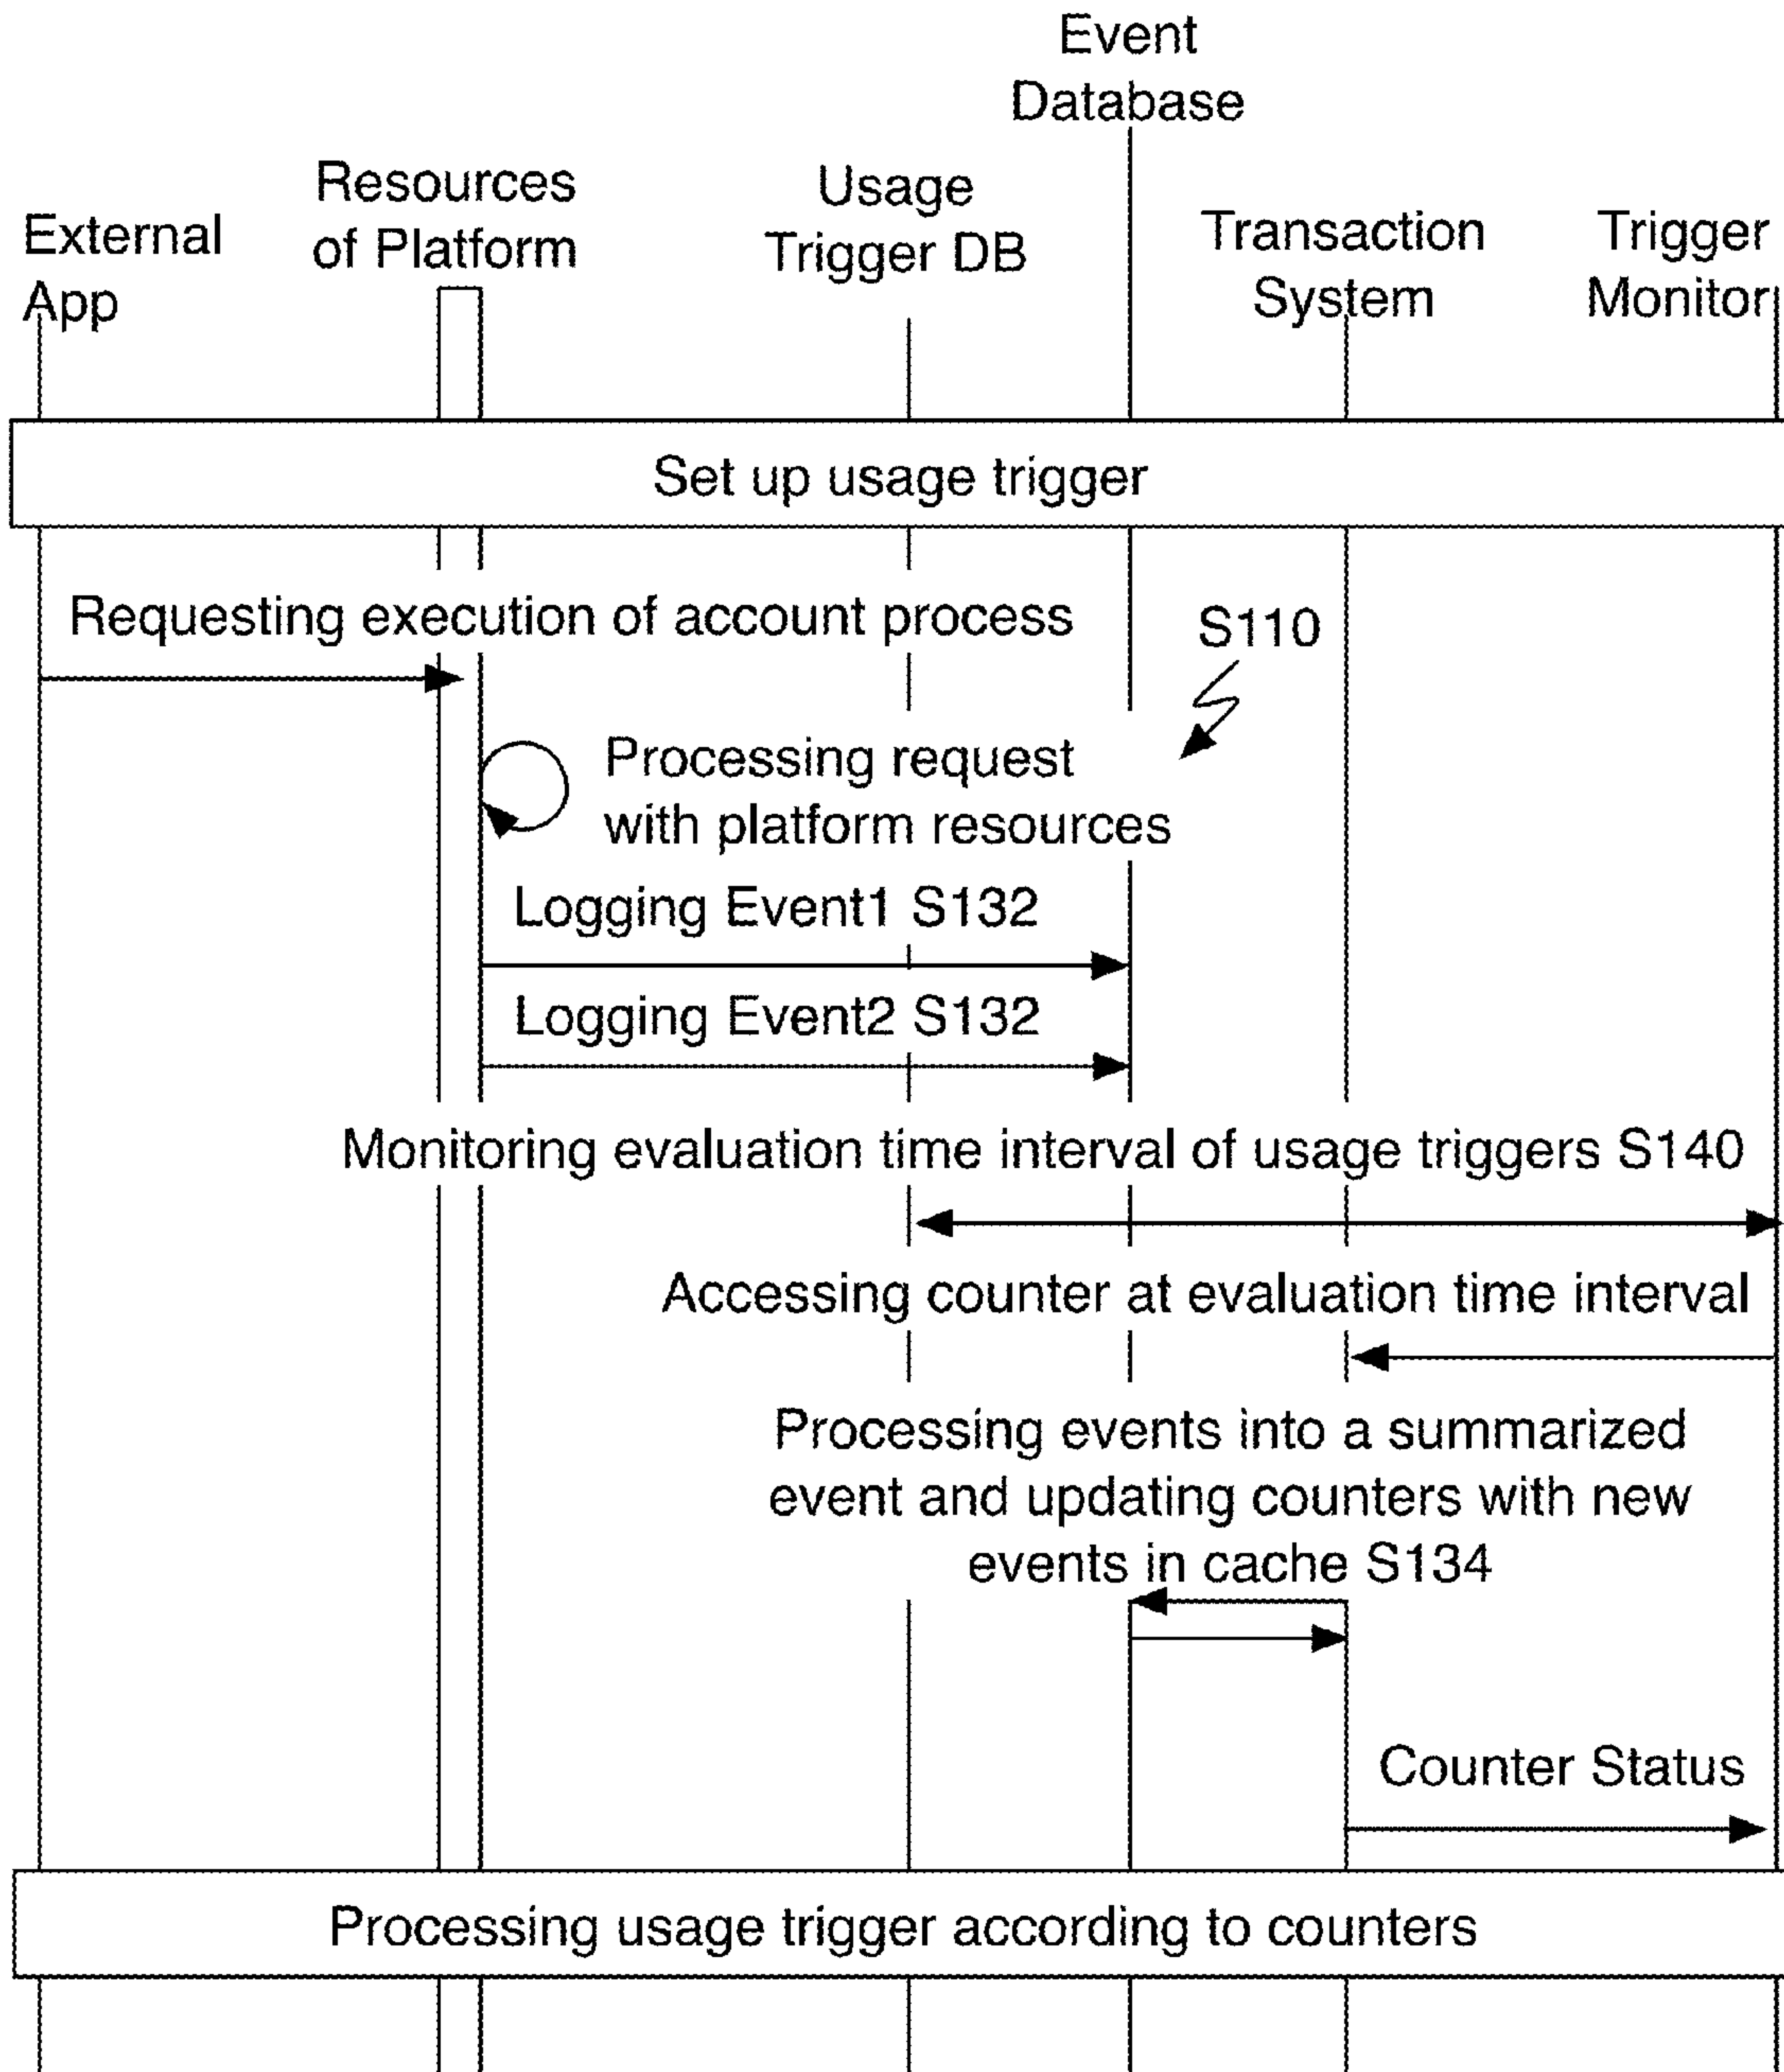 Event
Database
Resources
of Platform
Usage
Trigger DB
External
App
Transaction
System
Trigger
Monitor
Set up usage trigger
Requesting execution of account process
S110
Processing request
with platform resources
Logging Event1 S132
Logging Event2 S132
Monitoring evaluation time interval of usage triggers S140
Accessing counter at evaluation time interval
Processing events into a summarized
event and updating counters with new
events in cache S134
Counter Status
Processing usage trigger according to counters